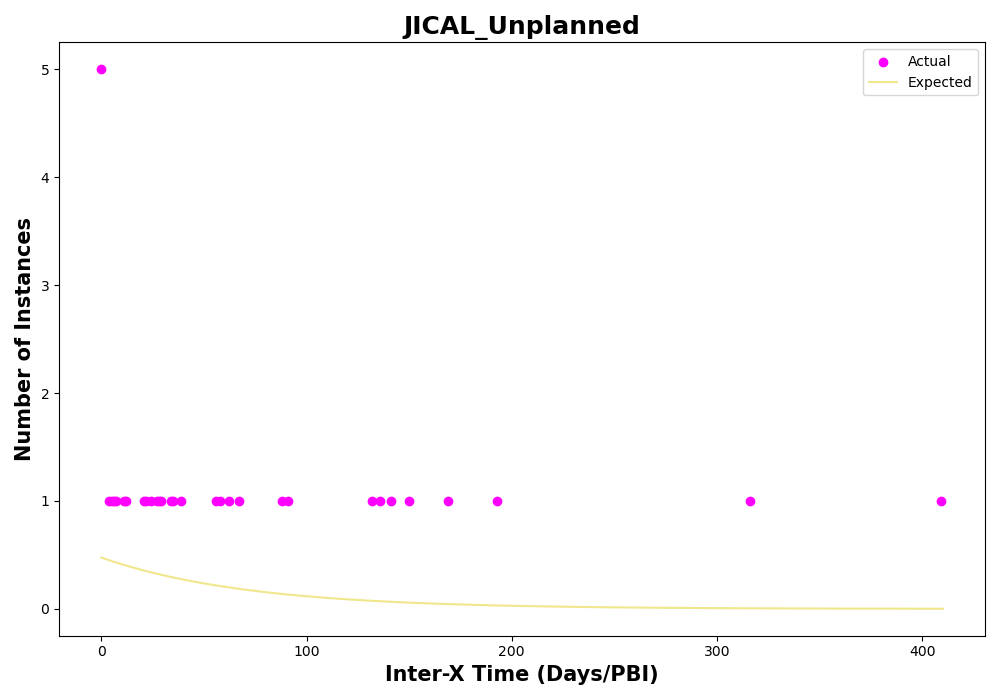 JICAL_Unplanned
Actual
Expected
Number of Instances
5
4
3
2
1
0
0 100 200 300 400
Inter-X Time (Days/PBI)